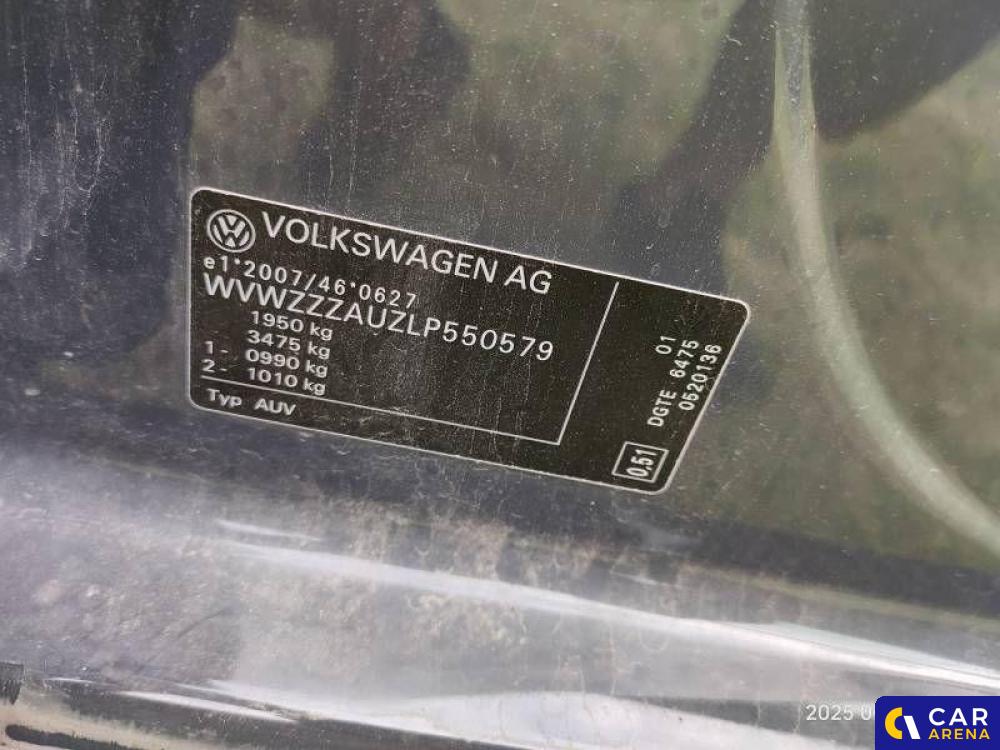 VOLKSWAGEN AG
e1*2007/46*0627
WVWZZZAUZLP550579
1950 kg
3475 kg
1 - 0990 kg
2 - 1010 kg
Typ AUV
01
DGTE 6475
0520136
0,51
2025
CAR
ARENA